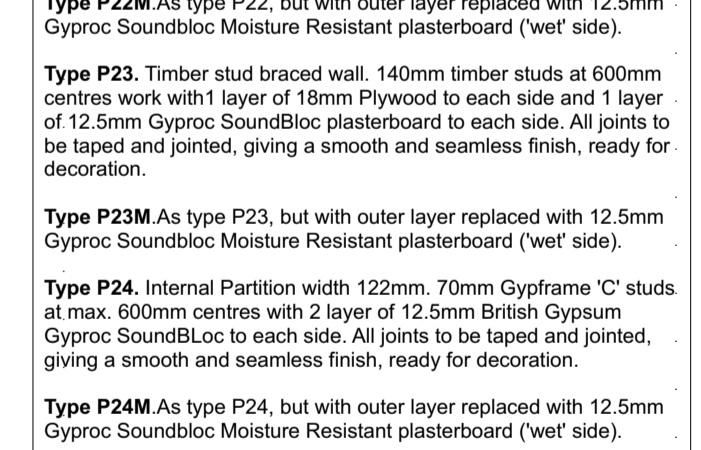 Type P22M.As type P22, but with outer layer replaced with 12.5mm
Gyproc Soundbloc Moisture Resistant plasterboard ('wet' side).
Type P23. Timber stud braced wall. 140mm timber studs at 600mm
centres work with1 layer of 18mm Plywood to each side and 1 layer
of 12.5mm Gyproc SoundBloc plasterboard to each side. All joints to
be taped and jointed, giving a smooth and seamless finish, ready for
decoration.
Type P23M.As type P23, but with outer layer replaced with 12.5mm
Gyproc Soundbloc Moisture Resistant plasterboard ('wet' side).
Type P24. Internal Partition width 122mm. 70mm Gypframe 'C' studs
at max. 600mm centres with 2 layer of 12.5mm British Gypsum
Gyproc SoundBLoc to each side. All joints to be taped and jointed,
giving a smooth and seamless finish, ready for decoration.
Type P24M.As type P24, but with outer layer replaced with 12.5mm
Gyproc Soundbloc Moisture Resistant plasterboard ('wet' side).